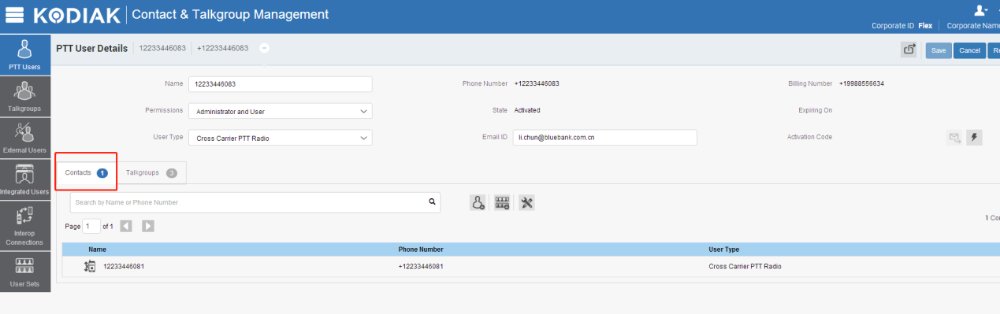 KODIAK Contact & Talkgroup Management
Corporate ID Flex Corporate Name
PTT Users
Talkgroups
External Users
Integrated Users
Interop
Connections
User Sets
PTT User Details 12233446083 +12233446083
Save Cancel Re
Name 12233446083 Phone Number +12233446083 Billing Number +19988556634
Permissions Administrator and User State Activated Expiring On
User Type Cross Carrier PTT Radio Email ID li.chun@bluebank.com.cn Activation Code
Contacts 1 Talkgroups 3
Search by Name or Phone Number
1 Co
Page 1 of 1
Name Phone Number User Type
12233446081 +12233446081 Cross Carrier PTT Radio